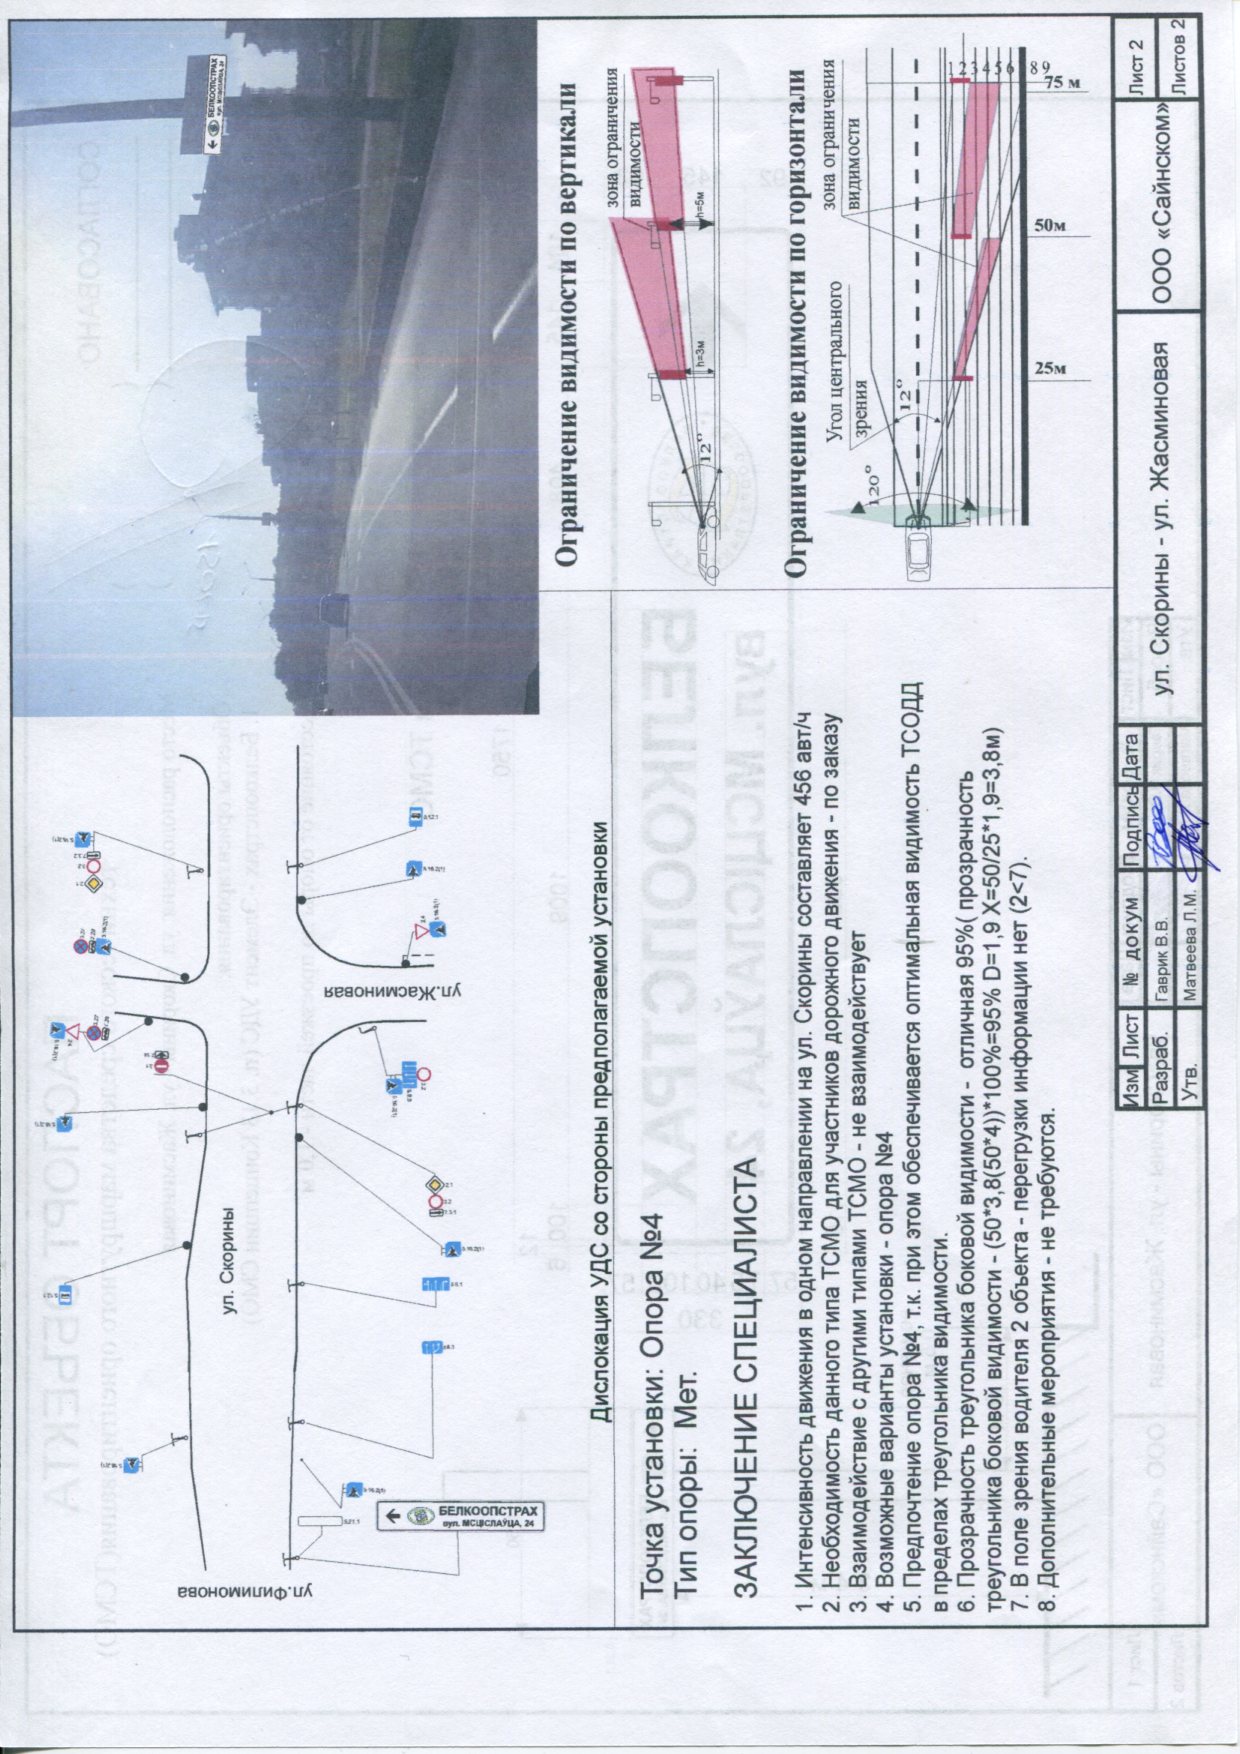 ← БЕЛКООПСТРАХ
вул. МСЦІСЛАЎЦА, 24
ул. Скорины
ул.Жасминовая
ул.Филимонова
← БЕЛКООПСТРАХ
вул. МСЦІСЛАЎЦА, 24
Дислокация УДС со стороны предполагаемой установки
Точка установки: Опора №4
Тип опоры: Мет.
ЗАКЛЮЧЕНИЕ СПЕЦИАЛИСТА
1. Интенсивность движения в одном направлении на ул. Скорины составляет 456 авт/ч
2. Необходимость данного типа ТСМО для участников дорожного движения - по заказу
3. Взаимодействие с другими типами ТСМО - не взаимодействует
4. Возможные варианты установки - опора №4
5. Предпочтение опора №4, т.к. при этом обеспечивается оптимальная видимость ТСОДД
в пределах треугольника видимости.
6. Прозрачность треугольника боковой видимости - отличная 95%( прозрачность
треугольника боковой видимости - (50*3,8(50*4))*100%=95% D=1,9 X=50/25*1,9=3,8м)
7. В поле зрения водителя 2 объекта - перегрузки информации нет (2<7).
8. Дополнительные мероприятия - не требуются.
Ограничение видимости по вертикали
зона ограничения
видимости
12°
h=3м
h=5м
Ограничение видимости по горизонтали
Угол центрального
зрения
зона ограничения
видимости
120°
12°
1 2 3 4 5 6 8 9
25м
50м
75 м
Изм Лист № докум Подпись Дата
Разраб. Гаврик В.В.
Утв. Матвеева Л.М.
ул. Скорины - ул. Жасминовая
ООО «Сайнском»
Лист 2
Листов 2